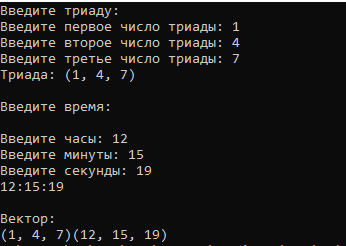 Введите триаду:
Введите первое число триады: 1
Введите второе число триады: 4
Введите третье число триады: 7
Триада: (1, 4, 7)
Введите время:
Введите часы: 12
Введите минуты: 15
Введите секунды: 19
12:15:19
Вектор:
(1, 4, 7)(12, 15, 19)